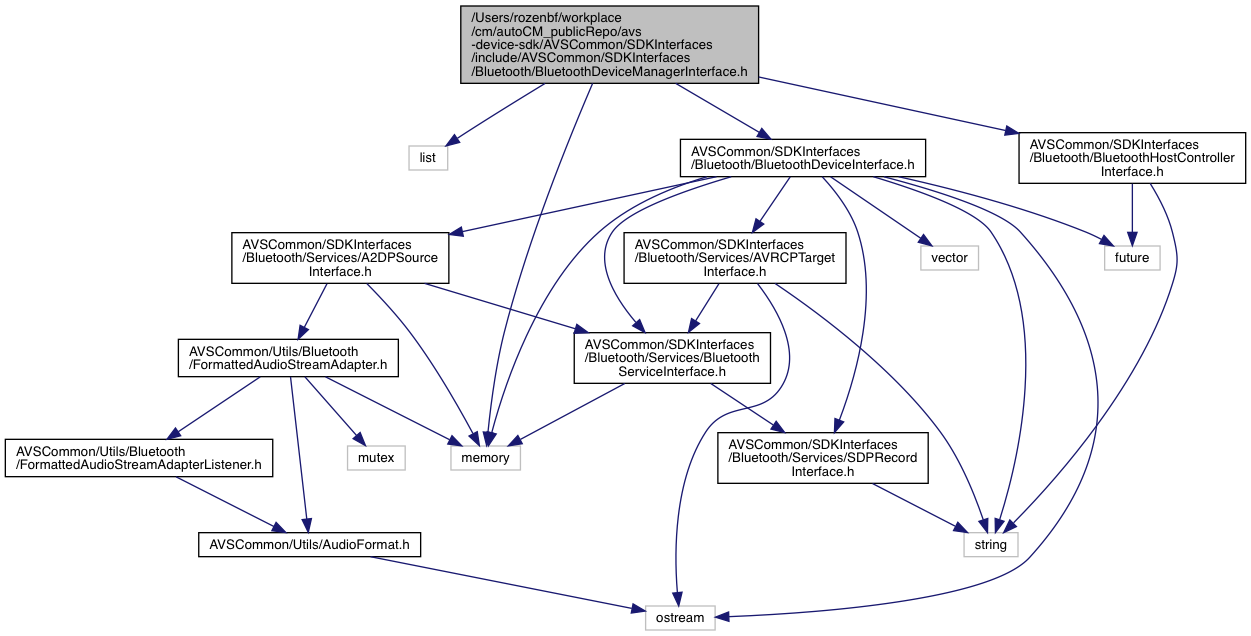 /Users/rozenbf/workplace
/cm/autoCM_publicRepo/avs
-device-sdk/AVSCommon/SDKInterfaces
/include/AVSCommon/SDKInterfaces
/Bluetooth/BluetoothDeviceManagerInterface.h
list
AVSCommon/SDKInterfaces
/Bluetooth/BluetoothDeviceInterface.h
AVSCommon/SDKInterfaces
/Bluetooth/BluetoothHostController
Interface.h
AVSCommon/SDKInterfaces
/Bluetooth/Services/A2DPSource
Interface.h
AVSCommon/SDKInterfaces
/Bluetooth/Services/AVRCPTarget
Interface.h
vector
future
AVSCommon/Utils/Bluetooth
/FormattedAudioStreamAdapter.h
AVSCommon/SDKInterfaces
/Bluetooth/Services/Bluetooth
ServiceInterface.h
AVSCommon/Utils/Bluetooth
/FormattedAudioStreamAdapterListener.h
mutex
memory
AVSCommon/SDKInterfaces
/Bluetooth/Services/SDPRecord
Interface.h
AVSCommon/Utils/AudioFormat.h
string
ostream